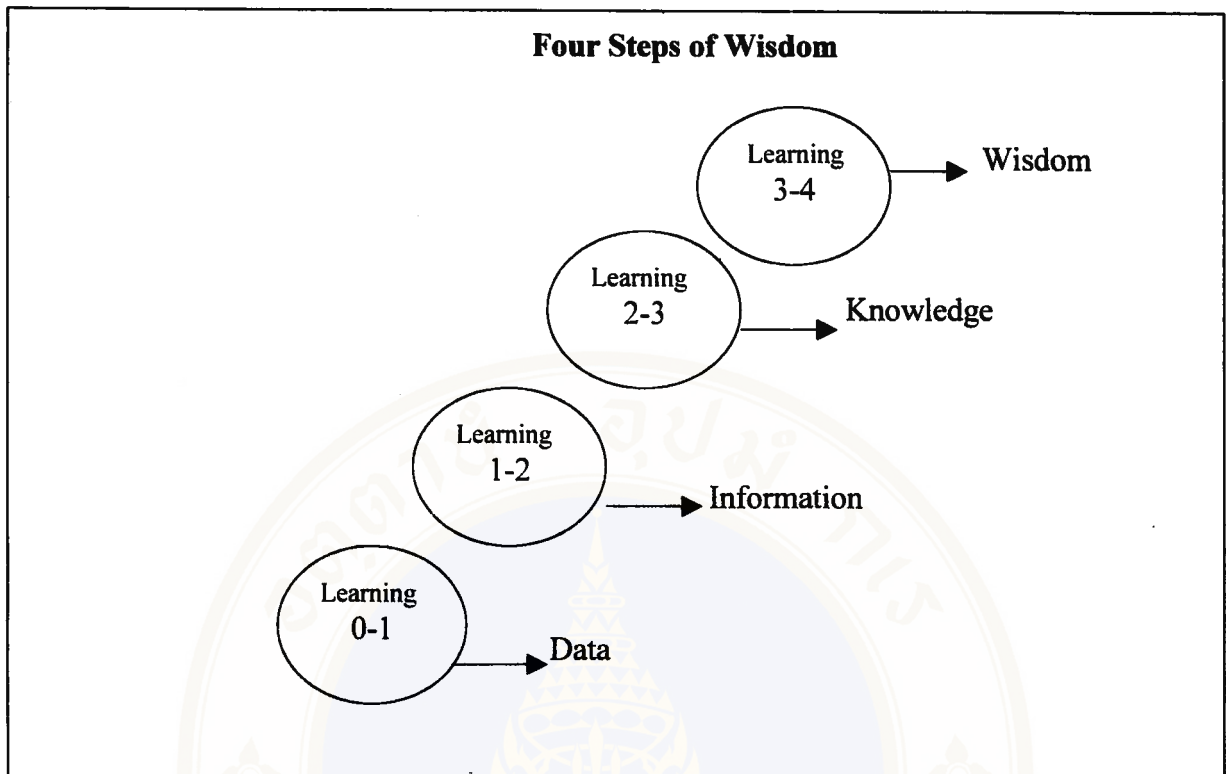 Four Steps of Wisdom
Learning
3-4
Wisdom
Learning
2-3
Knowledge
Learning
1-2
Information
Learning
0-1
Data